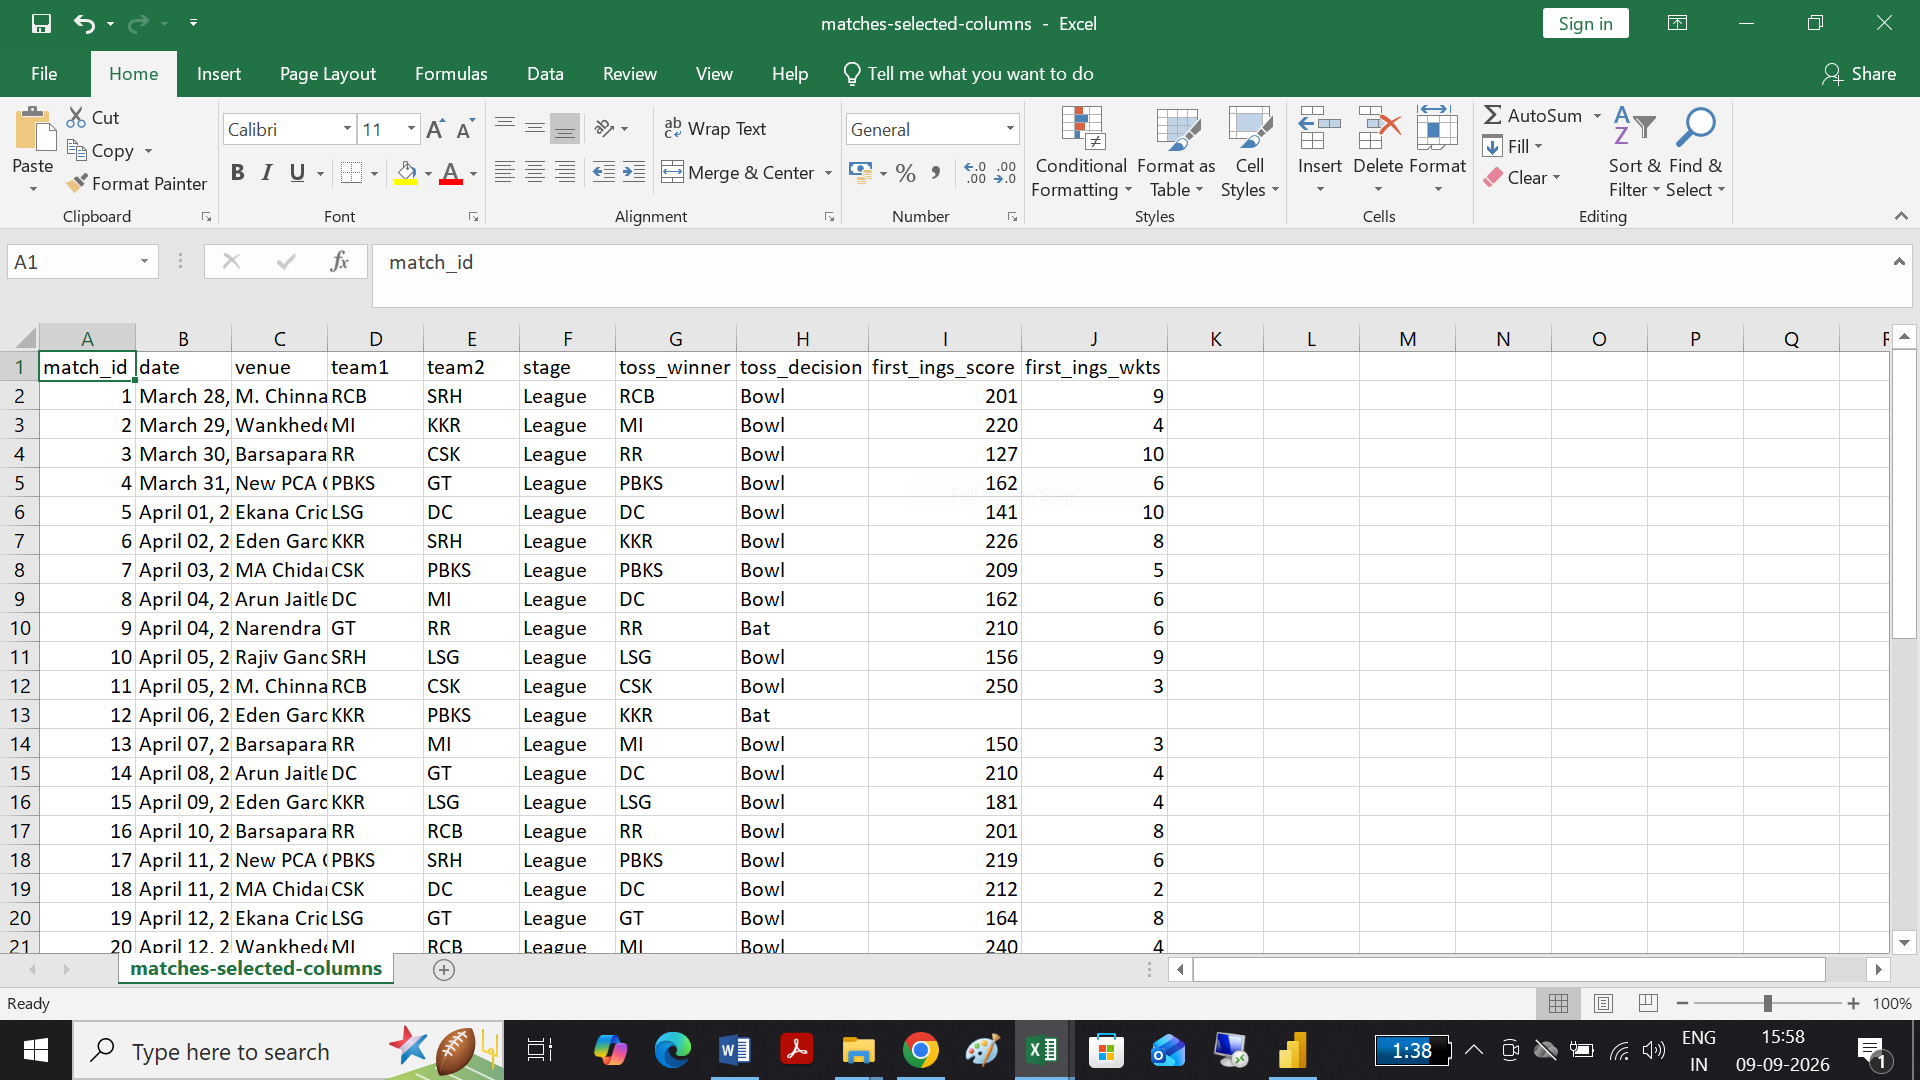 matches-selected-columns - Excel
Sign in
File Home Insert Page Layout Formulas Data Review View Help Tell me what you want to do Share
Paste
Cut
Copy
Format Painter
Clipboard
Calibri 11
B I U
Font
Wrap Text
Merge & Center
Alignment
General
Number
Conditional Formatting
Format as Table
Cell Styles
Styles
Insert Delete Format
Cells
AutoSum
Fill
Clear
Sort & Filter
Find & Select
Editing
A1 fx match_id
A B C D E F G H I J K L M N O P Q
1 match_id date venue team1 team2 stage toss_winner toss_decision first_ings_score first_ings_wkts
2 1 March 28, M. Chinna RCB SRH League RCB Bowl 201 9
3 2 March 29, Wankhede MI KKR League MI Bowl 220 4
4 3 March 30, Barsapara RR CSK League RR Bowl 127 10
5 4 March 31, New PCA PBKS GT League PBKS Bowl 162 6
6 5 April 01, 2 Ekana Cric LSG DC League DC Bowl 141 10
7 6 April 02, 2 Eden Gard KKR SRH League KKR Bowl 226 8
8 7 April 03, 2 MA Chidar CSK PBKS League PBKS Bowl 209 5
9 8 April 04, 2 Arun Jaitle DC MI League DC Bowl 162 6
10 9 April 04, 2 Narendra GT RR League RR Bat 210 6
11 10 April 05, 2 Rajiv Gand SRH LSG League LSG Bowl 156 9
12 11 April 05, 2 M. Chinna RCB CSK League CSK Bowl 250 3
13 12 April 06, 2 Eden Gard KKR PBKS League KKR Bat
14 13 April 07, 2 Barsapara RR MI League MI Bowl 150 3
15 14 April 08, 2 Arun Jaitle DC GT League DC Bowl 210 4
16 15 April 09, 2 Eden Gard KKR LSG League LSG Bowl 181 4
17 16 April 10, 2 Barsapara RR RCB League RR Bowl 201 8
18 17 April 11, 2 New PCA PBKS SRH League PBKS Bowl 219 6
19 18 April 11, 2 MA Chidar CSK DC League DC Bowl 212 2
20 19 April 12, 2 Ekana Cric LSG GT League GT Bowl 164 8
21 20 April 12, 2 Wankhede MI RCB League MI Bowl 240 4
matches-selected-columns
Ready 100%
Type here to search
1:38
ENG
IN
15:58
09-09-2026
1